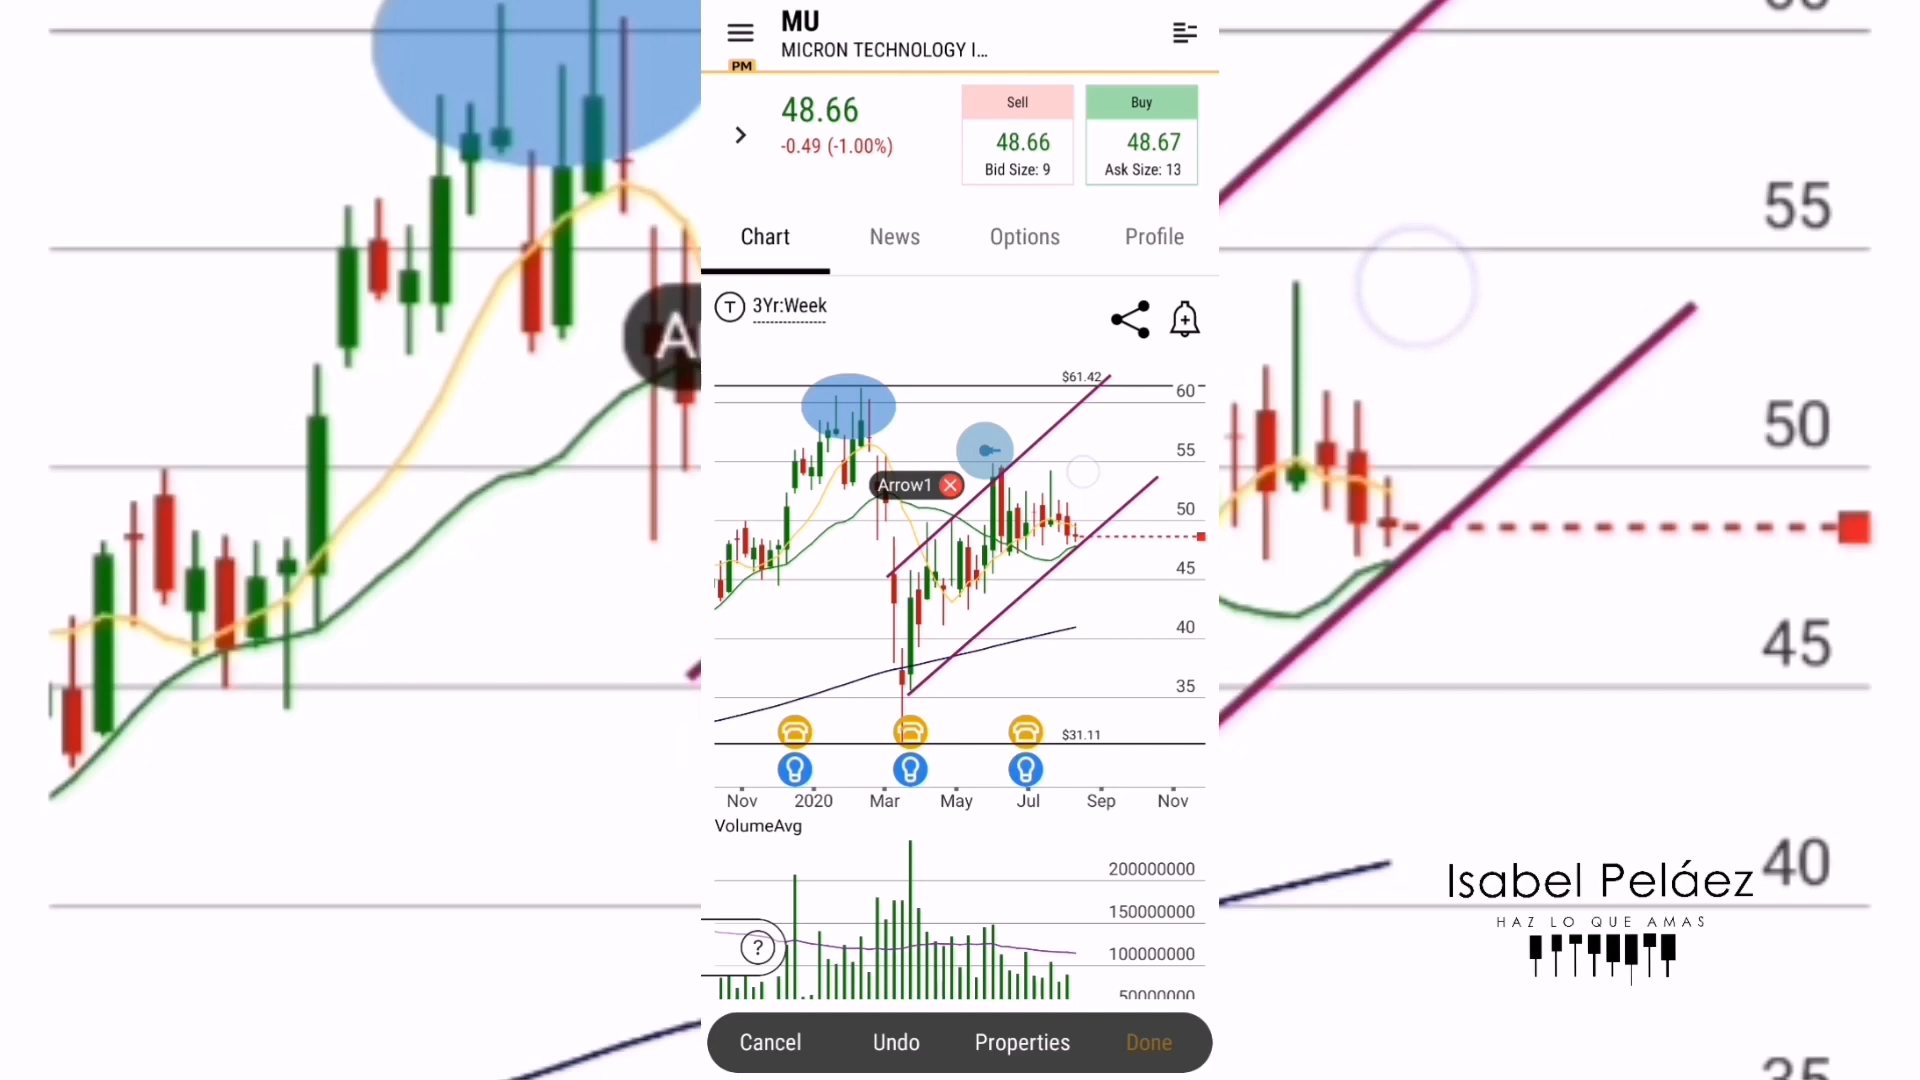 MU
MICRON TECHNOLOGY I...
PM
48.66
-0.49 (-1.00%)
Sell
48.66
Bid Size: 9
Buy
48.67
Ask Size: 13
Chart News Options Profile
T 3Yr:Week
$61.42
60
55
Arrow1
50
45
40
35
$31.11
Nov 2020 Mar May Jul Sep Nov
VolumeAvg
200000000
150000000
100000000
50000000
?
Cancel Undo Properties Done
A
55
50
45
40
35
Isabel Peláez
HAZ LO QUE AMAS